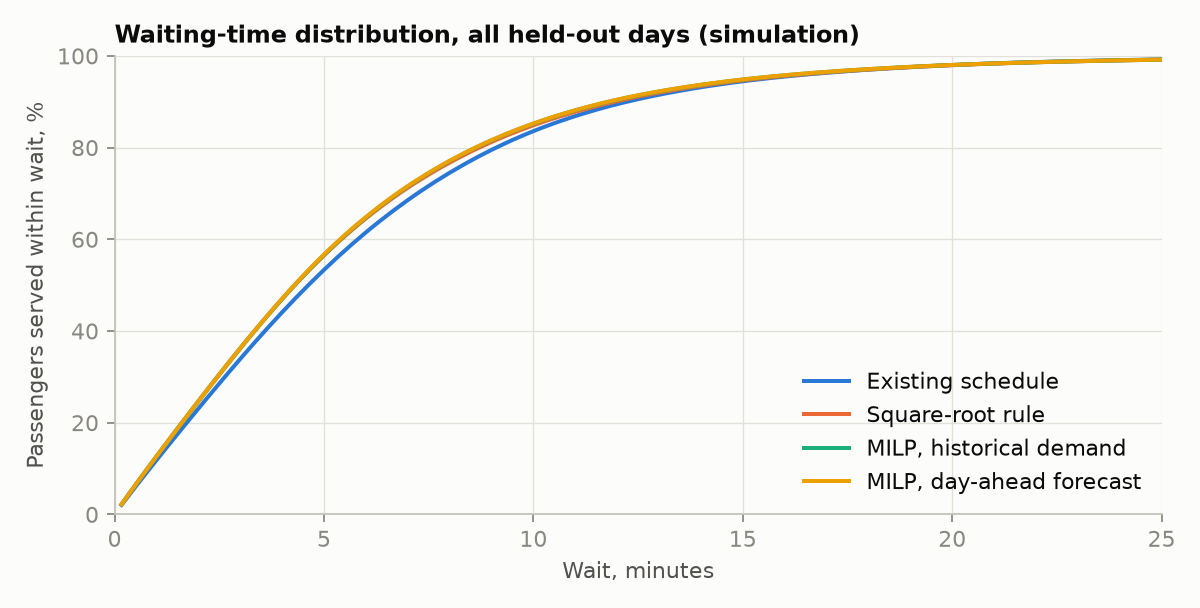 Waiting-time distribution, all held-out days (simulation)
Passengers served within wait, %
100
80
60
40
20
0
0 5 10 15 20 25
Wait, minutes
Existing schedule
Square-root rule
MILP, historical demand
MILP, day-ahead forecast